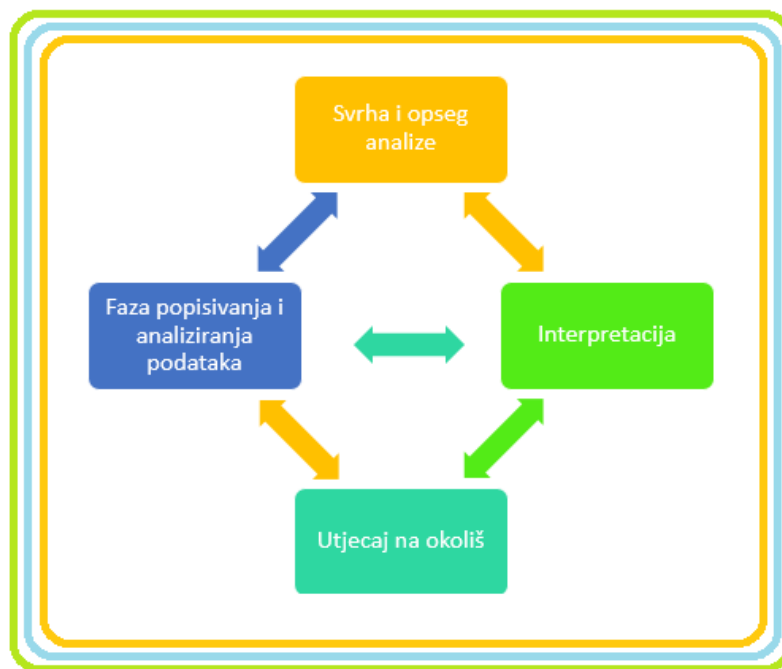 Svrha i opseg
analize
Faza popisivanja i
analiziranja
podataka
Interpretacija
Utjecaj na okoliš